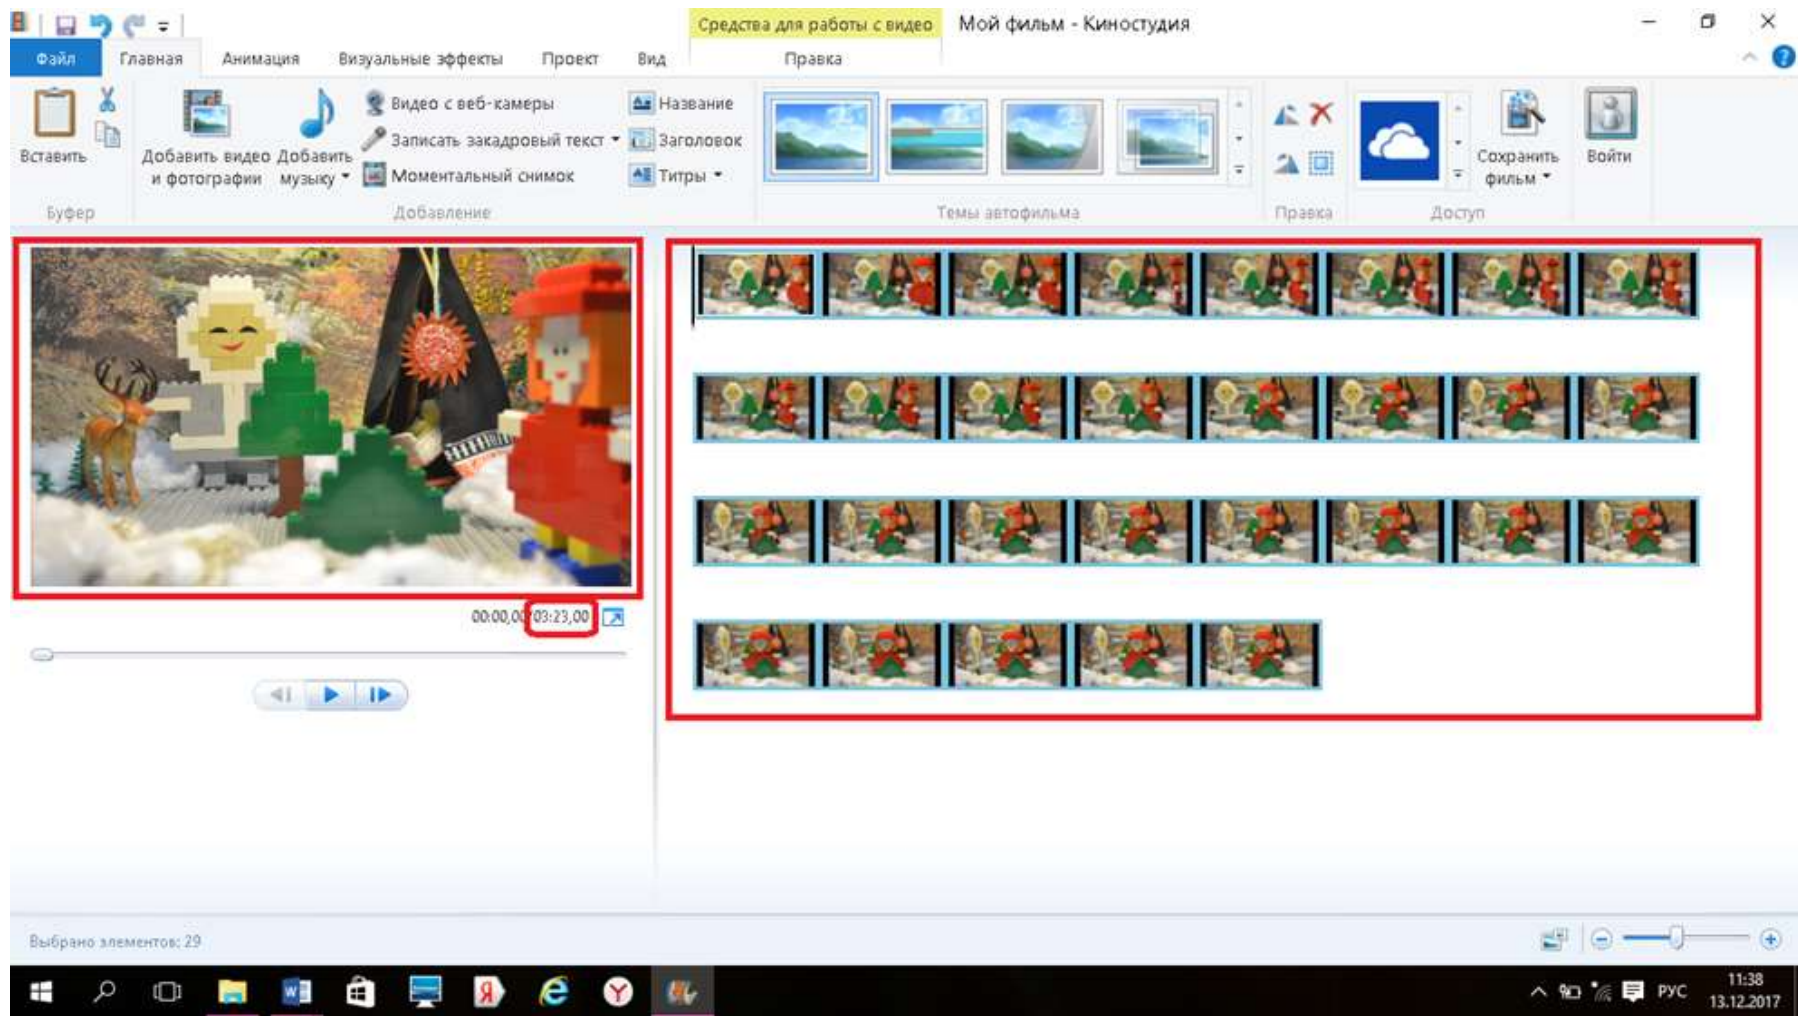 Средства для работы с видео
Мой фильм - Киностудия
Файл
Главная
Анимация
Визуальные эффекты
Проект
Вид
Правка
Вставить
Добавить видео
и фотографии
Добавить
музыку
Видео с веб-камеры
Записать закадровый текст
Моментальный снимок
Название
Заголовок
Титры
Сохранить
фильм
Войти
Буфер
Добавление
Темы автофильма
Правка
Доступ
00:00,00
03:23,00
Выбрано элементов: 29
РУС
11:38
13.12.2017